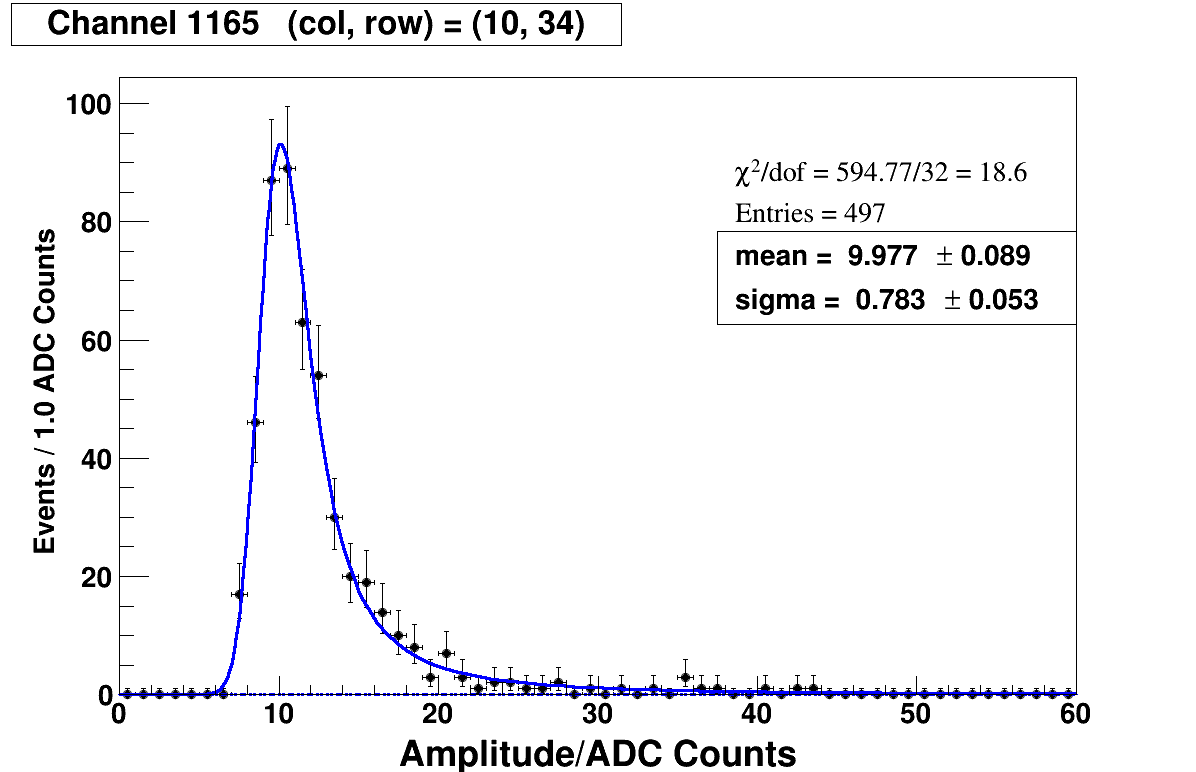 Channel 1165 (col, row) = (10, 34)
100
80
60
40
20
0
Events / 1.0 ADC Counts
χ²/dof = 594.77/32 = 18.6
Entries = 497
mean = 9.977 ± 0.089
sigma = 0.783 ± 0.053
0 10 20 30 40 50 60
Amplitude/ADC Counts